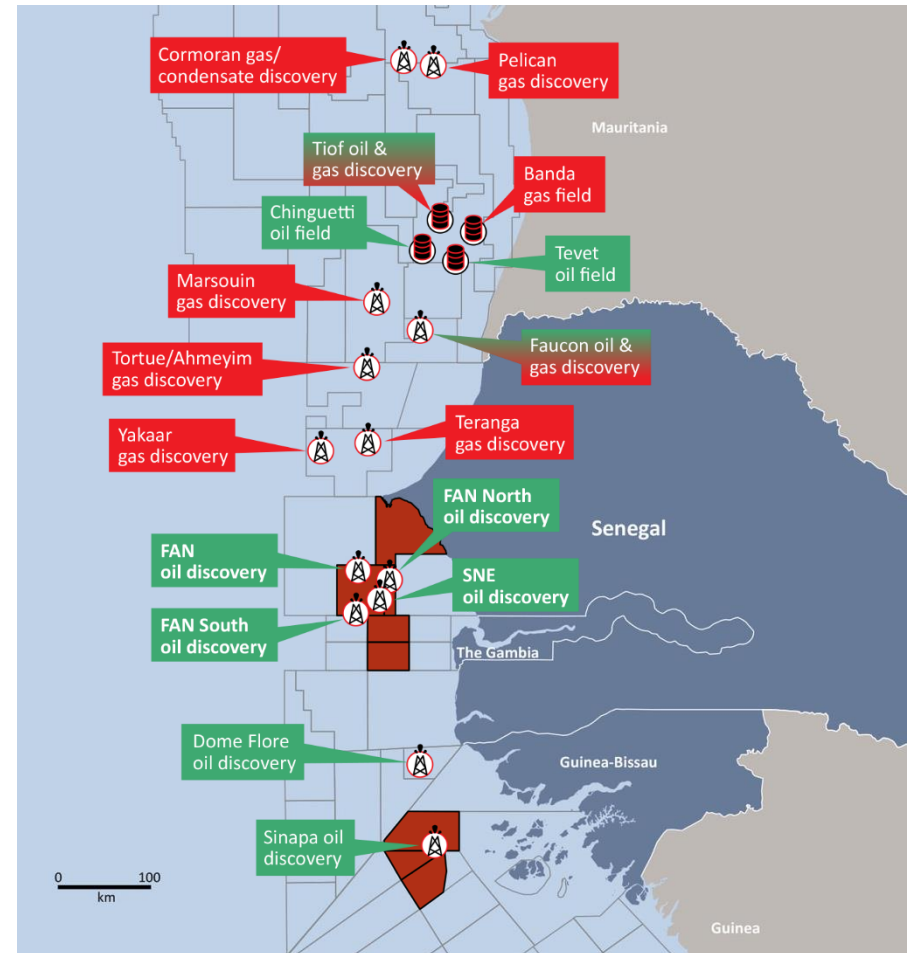 Cormoran gas/
condensate discovery
Pelican
gas discovery
Mauritania
Tiof oil &
gas discovery
Banda
gas field
Chinguetti
oil field
Tevet
oil field
Marsouin
gas discovery
Faucon oil &
gas discovery
Tortue/Ahmeyim
gas discovery
Teranga
gas discovery
Yakaar
gas discovery
FAN North
oil discovery
Senegal
FAN
oil discovery
SNE
oil discovery
FAN South
oil discovery
The Gambia
Dome Flore
oil discovery
Guinea-Bissau
Sinapa oil
discovery
0 100
km
Guinea